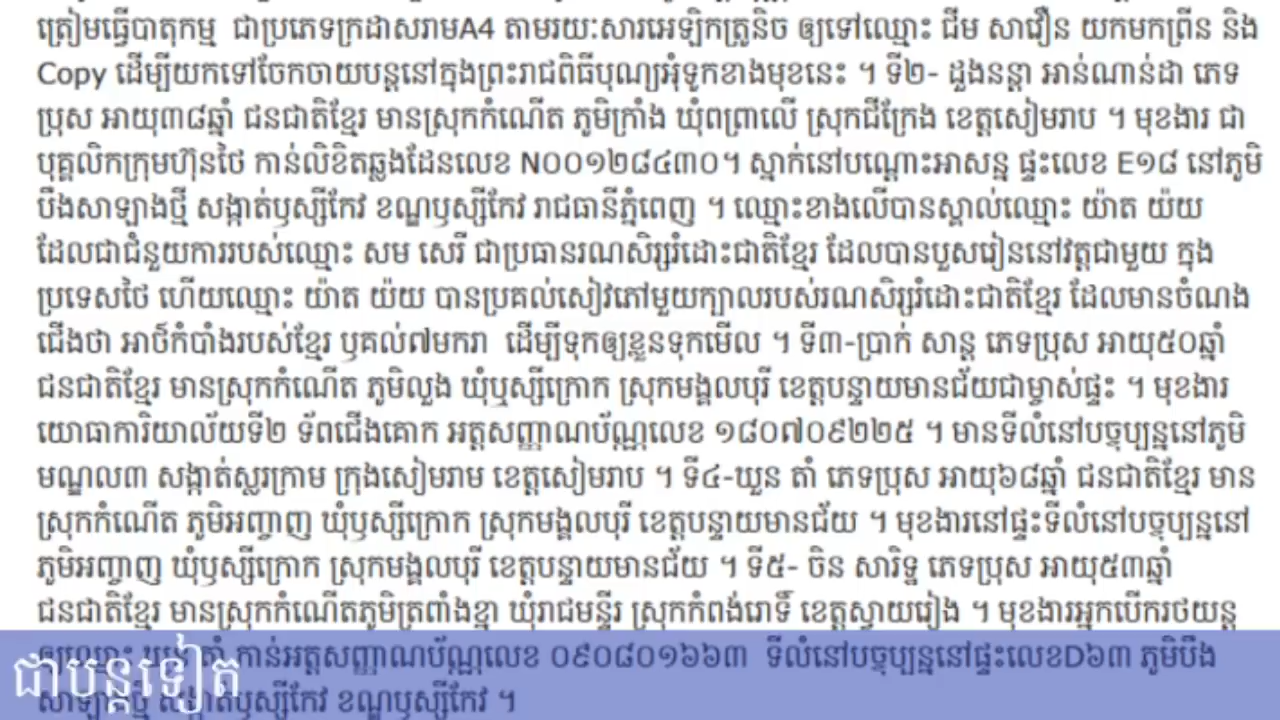 ត្រៀមធ្វើបាតុកម្ម ជាប្រភេទក្រដាសរាមA4 តាមរយៈសារអេឡិកត្រូនិច ឲ្យទៅឈ្មោះ ជឹម សារឿន យកមកព្រីន និង
Copy ដើម្បីយកទៅចែកចាយបន្តនៅក្នុងព្រះរាជពិធីបុណ្យអុំទូកខាងមុខនេះ ។ ទី២- ដួងនន្តា អាន់ណាន់ដា ភេទ
ប្រុស អាយុ៣៨ឆ្នាំ ជនជាតិខ្មែរ មានស្រុកកំណើត ភូមិក្រាំង ឃុំពព្រាលើ ស្រុកជីក្រែង ខេត្តសៀមរាប ។ មុខងារ ជា
បុគ្គលិកក្រុមហ៊ុនថៃ កាន់លិខិតឆ្លងដែនលេខ N០០១២៨៤៣០។ ស្នាក់នៅបណ្តោះអាសន្ន ផ្ទះលេខ E១៨ នៅភូមិ
បឹងសាឡាងថ្មី សង្កាត់ឫស្សីកែវ ខណ្ឌឫស្សីកែវ រាជធានីភ្នំពេញ ។ ឈ្មោះខាងលើបានស្គាល់ឈ្មោះ យ៉ាត យ៉យ
ដែលជាជំនួយការរបស់ឈ្មោះ សម សេរី ជាប្រធានរណសិរ្សរំដោះជាតិខ្មែរ ដែលបានបួសរៀននៅវត្តជាមួយ ក្នុង
ប្រទេសថៃ ហើយឈ្មោះ យ៉ាត យ៉យ បានប្រគល់សៀវភៅមួយក្បាលរបស់រណសិរ្សរំដោះជាតិខ្មែរ ដែលមានចំណង
ជើងថា អាថ៌កំបាំងរបស់ខ្មែរ ឫគល់៧មករា ដើម្បីទុកឲ្យខ្លួនទុកមើល ។ ទី៣-ប្រាក់ សាន្ត ភេទប្រុស អាយុ៥០ឆ្នាំ
ជនជាតិខ្មែរ មានស្រុកកំណើត ភូមិលួង ឃុំឬស្សីក្រោក ស្រុកមង្គលបុរី ខេត្តបន្ទាយមានជ័យជាម្ចាស់ផ្ទះ ។ មុខងារ
យោធាការិយាល័យទី២ ទ័ពជើងគោក អត្តសញ្ញាណប័ណ្ណលេខ ១៨០៧០៩២២៥ ។ មានទីលំនៅបច្ចុប្បន្ននៅភូមិ
មណ្ឌល៣ សង្កាត់ស្លរក្រាម ក្រុងសៀមរាម ខេត្តសៀមរាប ។ ទី៤-ឃួន តាំ ភេទប្រុស អាយុ៦៨ឆ្នាំ ជនជាតិខ្មែរ មាន
ស្រុកកំណើត ភូមិអញ្ចាញ ឃុំឫស្សីក្រោក ស្រុកមង្គលបុរី ខេត្តបន្ទាយមានជ័យ ។ មុខងារនៅផ្ទះទីលំនៅបច្ចុប្បន្ននៅ
ភូមិអញ្ចាញ ឃុំឫស្សីក្រោក ស្រុកមង្គលបុរី ខេត្តបន្ទាយមានជ័យ ។ ទី៥- ចិន សារិទ្ធ ភេទប្រុស អាយុ៥៣ឆ្នាំ
ជនជាតិខ្មែរ មានស្រុកកំណើតភូមិត្រពាំងខ្នា ឃុំរាជមន្ទីរ ស្រុកកំពង់រោទិ៍ ខេត្តស្វាយរៀង ។ មុខងារអ្នកបើករថយន្ត
កាន់អត្តសញ្ញាណប័ណ្ណលេខ ០៩០៨០១៦៦៣ ទីលំនៅបច្ចុប្បន្ននៅផ្ទះលេខD៦៣ ភូមិបឹង
ជាបន្តទៀត
សង្កាត់ឫស្សីកែវ ខណ្ឌឫស្សីកែវ ។